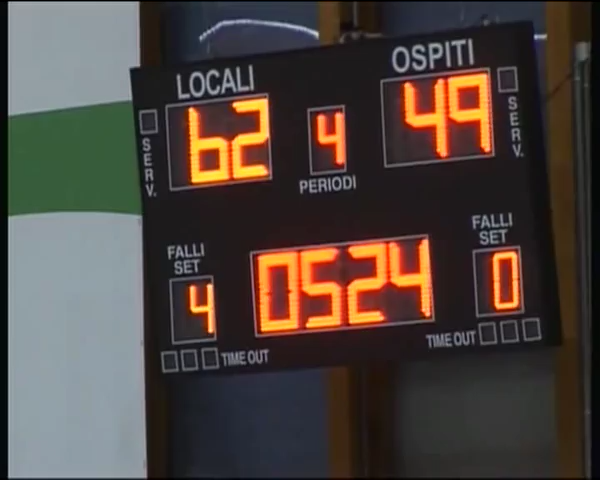 LOCALI OSPITI
62 4 49
SERV. PERIODI SERV.
FALLI SET FALLI SET
4 0524 0
TIME OUT TIME OUT